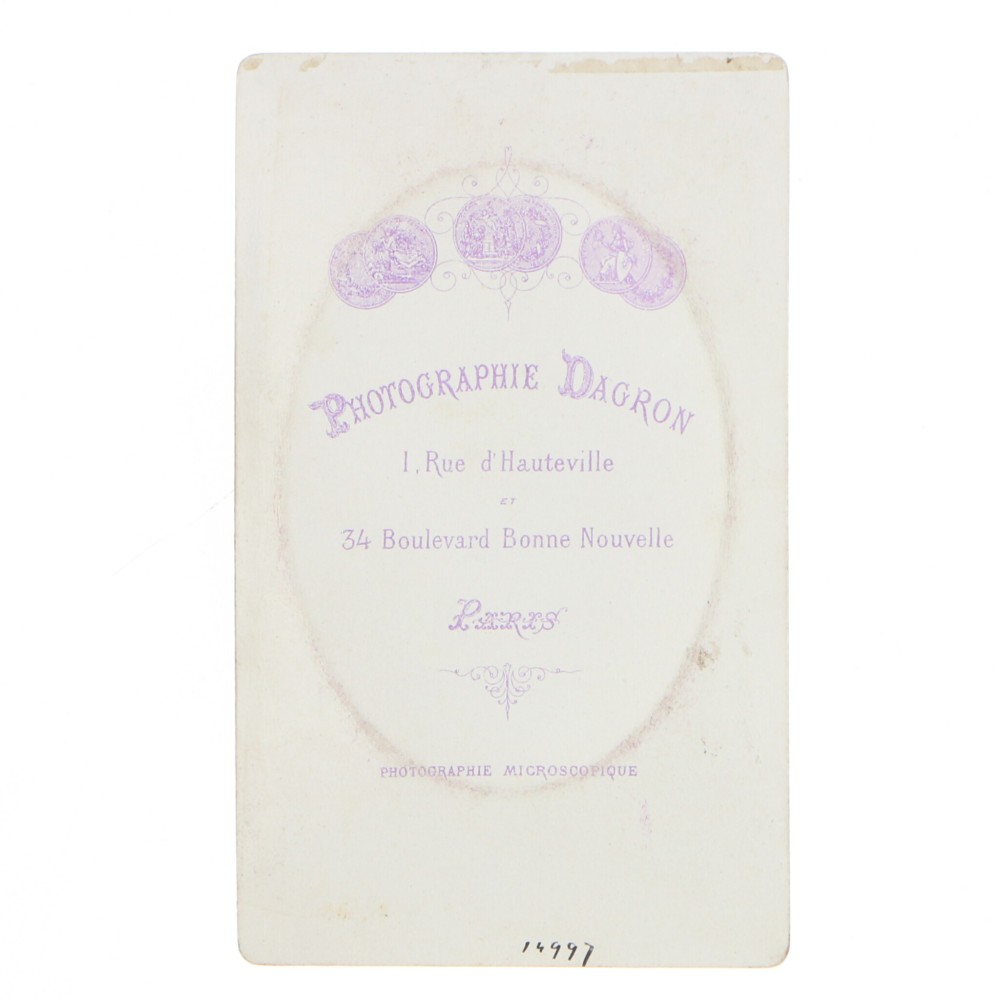 PHOTOGRAPHIE DAGRON
1, Rue d'Hauteville
ET
34 Boulevard Bonne Nouvelle
PARIS
PHOTOGRAPHIE MICROSCOPIQUE
14997